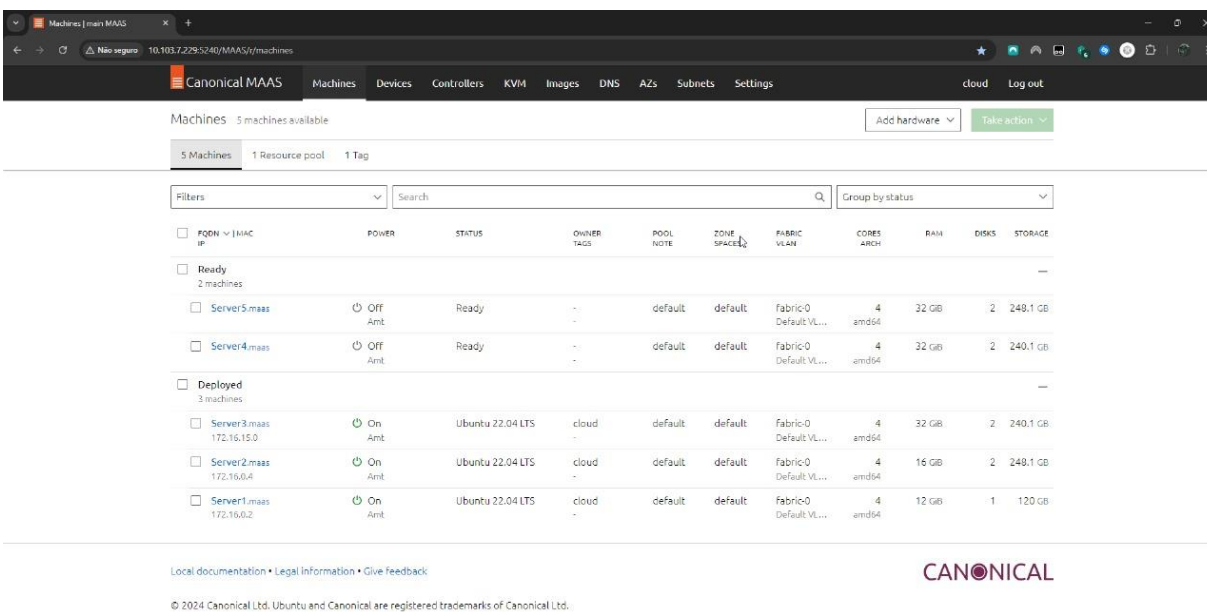 Machines | main MAAS
Não seguro 10.103.7.229:5240/MAAS/r/machines
Canonical MAAS Machines Devices Controllers KVM Images DNS AZs Subnets Settings cloud Log out
Machines 5 machines available Add hardware Take action
5 Machines 1 Resource pool 1 Tag
Filters Search Group by status
FQDN | MAC POWER STATUS OWNER POOL ZONE FABRIC CORES RAM DISKS STORAGE
IP TAGS NOTE SPACES VLAN ARCH
Ready
2 machines
Server5.maas Off Ready - default default fabric-0 4 32 GiB 2 248.1 GB
Amt - Default VL... amd64
Server4.maas Off Ready - default default fabric-0 4 32 GiB 2 240.1 GB
Amt - Default VL... amd64
Deployed
3 machines
Server3.maas On Ubuntu 22.04 LTS cloud default default fabric-0 4 32 GiB 2 240.1 GB
172.16.15.0 Amt - Default VL... amd64
Server2.maas On Ubuntu 22.04 LTS cloud default default fabric-0 4 16 GiB 2 248.1 GB
172.16.0.4 Amt - Default VL... amd64
Server1.maas On Ubuntu 22.04 LTS cloud default default fabric-0 4 12 GiB 1 120 GB
172.16.0.2 Amt - Default VL... amd64
Local documentation • Legal information • Give feedback
CANONICAL
© 2024 Canonical Ltd. Ubuntu and Canonical are registered trademarks of Canonical Ltd.